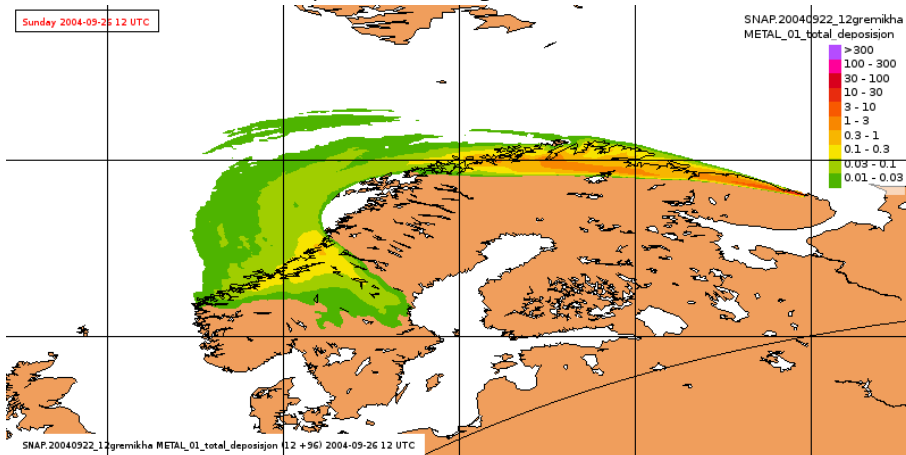 Sunday 2004-09-26 12 UTC
SNAP.20040922_12gremikha
METAL_01_total_deposisjon
>300
100 - 300
30 - 100
10 - 30
3 - 10
1 - 3
0.3 - 1
0.1 - 0.3
0.03 - 0.1
0.01 - 0.03
SNAP.20040922_12gremikha METAL_01_total_deposisjon (12 +96) 2004-09-26 12 UTC